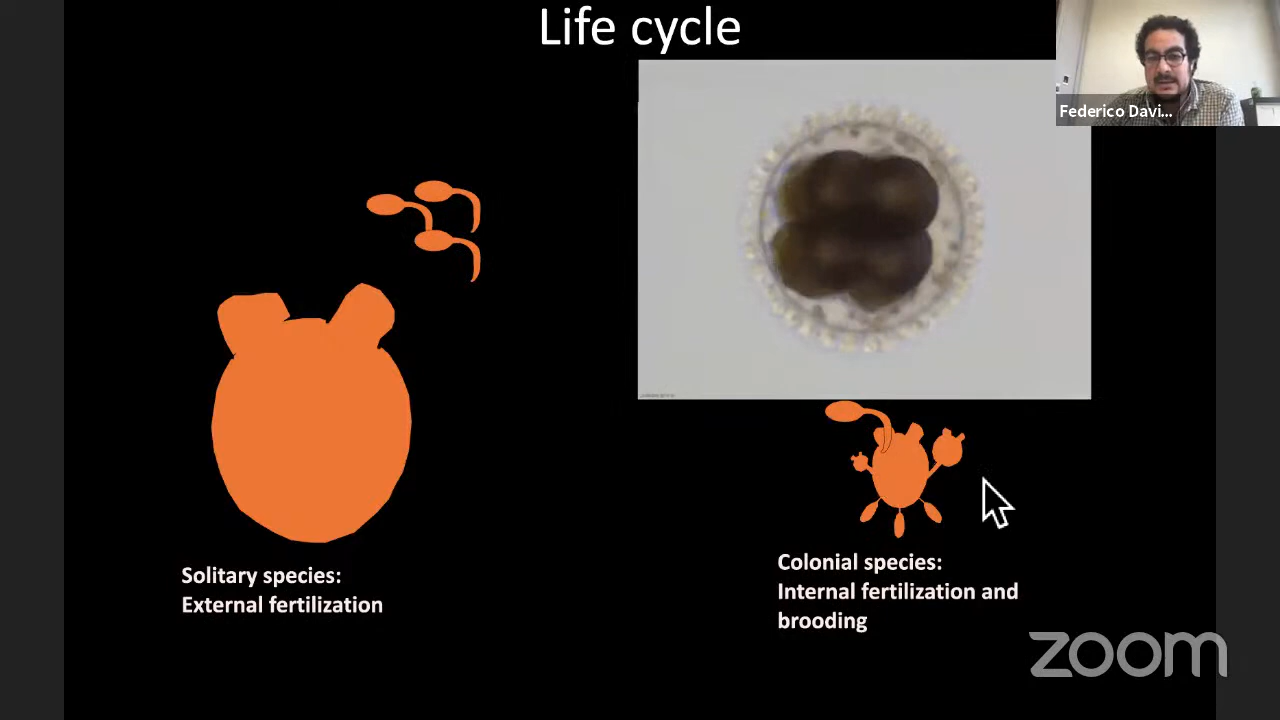 Life cycle
Federico Davi...
Solitary species:
External fertilization
Colonial species:
Internal fertilization and
brooding
zoom